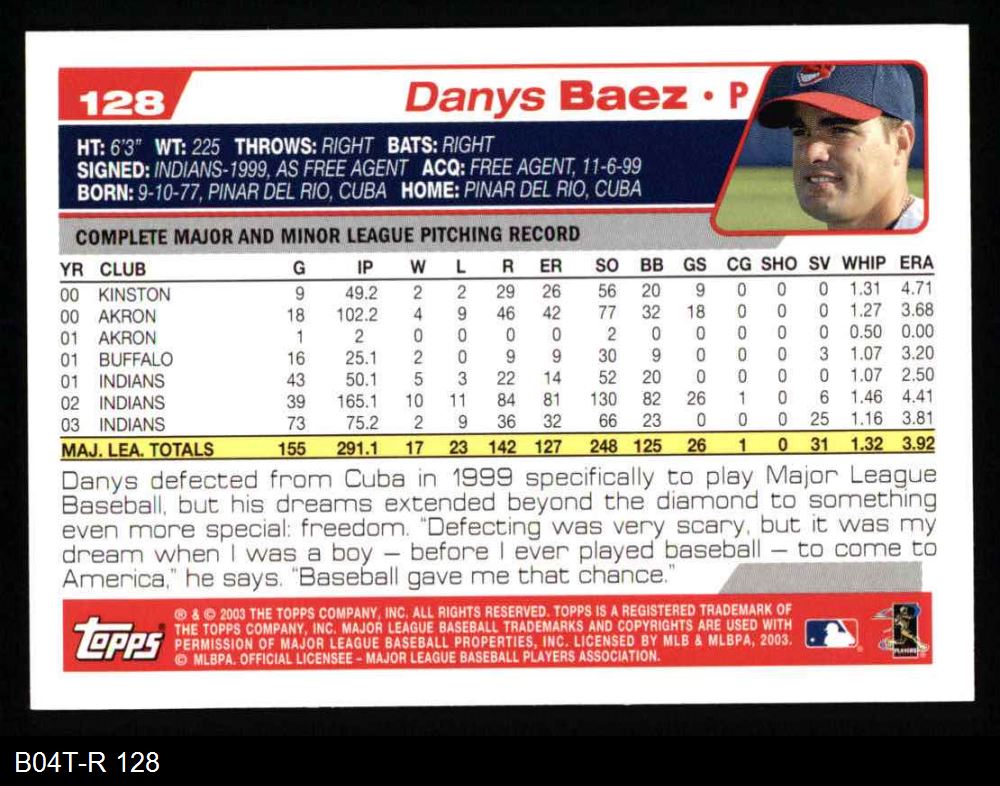 128
Danys Baez • P
HT: 6'3" WT: 225 THROWS: RIGHT BATS: RIGHT
SIGNED: INDIANS-1999, AS FREE AGENT ACQ: FREE AGENT, 11-6-99
BORN: 9-10-77, PINAR DEL RIO, CUBA HOME: PINAR DEL RIO, CUBA
COMPLETE MAJOR AND MINOR LEAGUE PITCHING RECORD
YR CLUB G IP W L R ER SO BB GS CG SHO SV WHIP ERA
00 KINSTON 9 49.2 2 2 29 26 56 20 9 0 0 0 1.31 4.71
00 AKRON 18 102.2 4 9 46 42 77 32 18 0 0 0 1.27 3.68
01 AKRON 1 2 0 0 0 0 2 0 0 0 0 0 0.50 0.00
01 BUFFALO 16 25.1 2 0 9 9 30 9 0 0 0 3 1.07 3.20
01 INDIANS 43 50.1 5 3 22 14 52 20 0 0 0 0 1.07 2.50
02 INDIANS 39 165.1 10 11 84 81 130 82 26 1 0 6 1.46 4.41
03 INDIANS 73 75.2 2 9 36 32 66 23 0 0 0 25 1.16 3.81
MAJ. LEA. TOTALS 155 291.1 17 23 142 127 248 125 26 1 0 31 1.32 3.92
Danys defected from Cuba in 1999 specifically to play Major League
Baseball, but his dreams extended beyond the diamond to something
even more special: freedom. "Defecting was very scary, but it was my
dream when I was a boy – before I ever played baseball – to come to
America," he says. "Baseball gave me that chance."
® & © 2003 THE TOPPS COMPANY, INC. ALL RIGHTS RESERVED. TOPPS IS A REGISTERED TRADEMARK OF
THE TOPPS COMPANY, INC. MAJOR LEAGUE BASEBALL TRADEMARKS AND COPYRIGHTS ARE USED WITH
PERMISSION OF MAJOR LEAGUE BASEBALL PROPERTIES, INC. LICENSED BY MLB & MLBPA, 2003.
© MLBPA. OFFICIAL LICENSEE - MAJOR LEAGUE BASEBALL PLAYERS ASSOCIATION.
TOPPS
PLAYERS
B04T-R 128